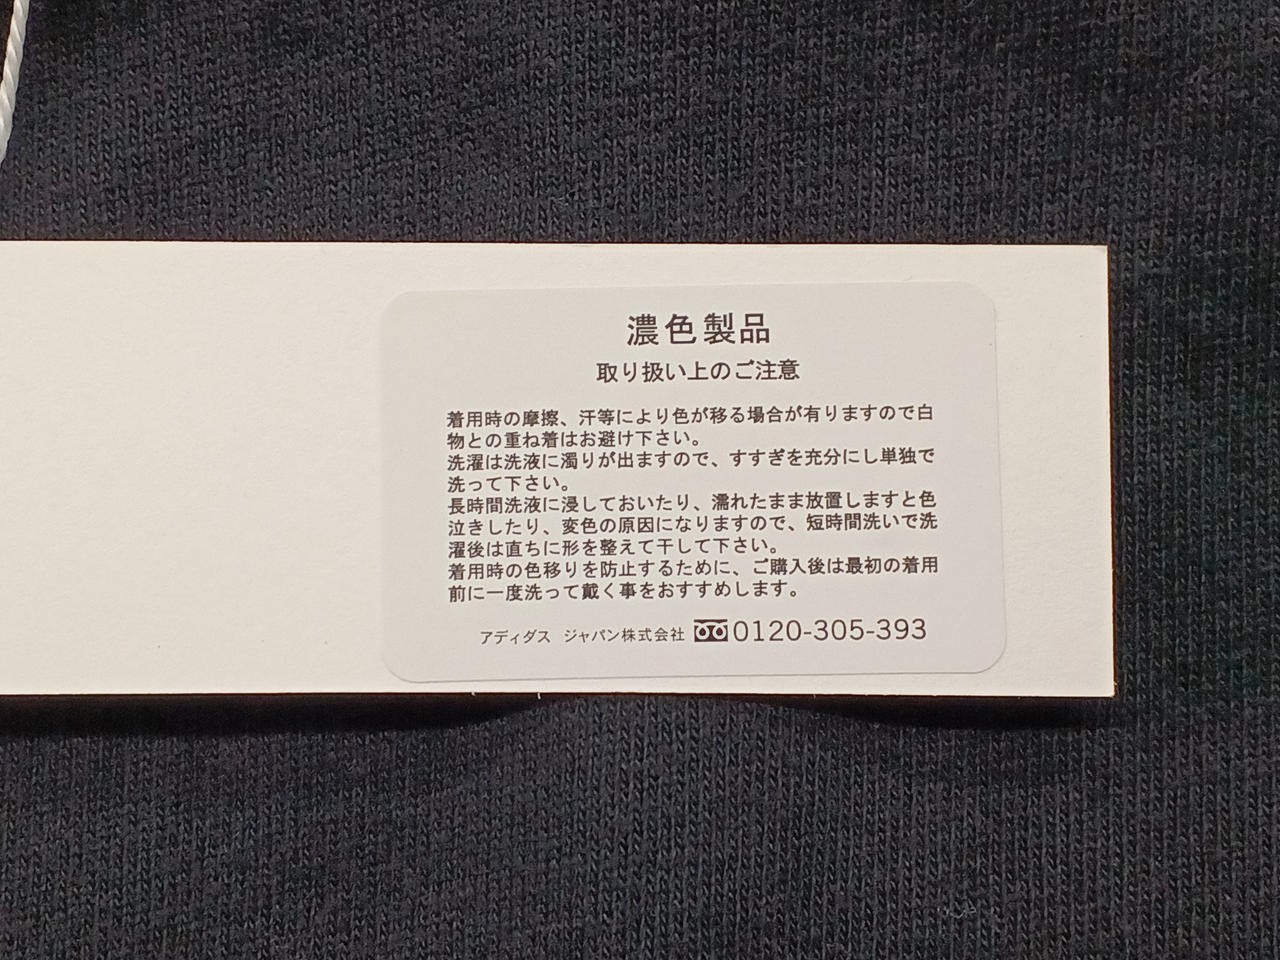 濃色製品
取り扱い上のご注意
着用時の摩擦、汗等により色が移る場合が有りますので白
物との重ね着はお避け下さい。
洗濯は洗液に濁りが出ますので、すすぎを充分にし単独で
洗って下さい。
長時間洗液に浸しておいたり、濡れたまま放置しますと色
泣きしたり、変色の原因になりますので、短時間洗いで洗
濯後は直ちに形を整えて干して下さい。
着用時の色移りを防止するために、ご購入後は最初の着用
前に一度洗って戴く事をおすすめします。
アディダス ジャパン株式会社 0120-305-393